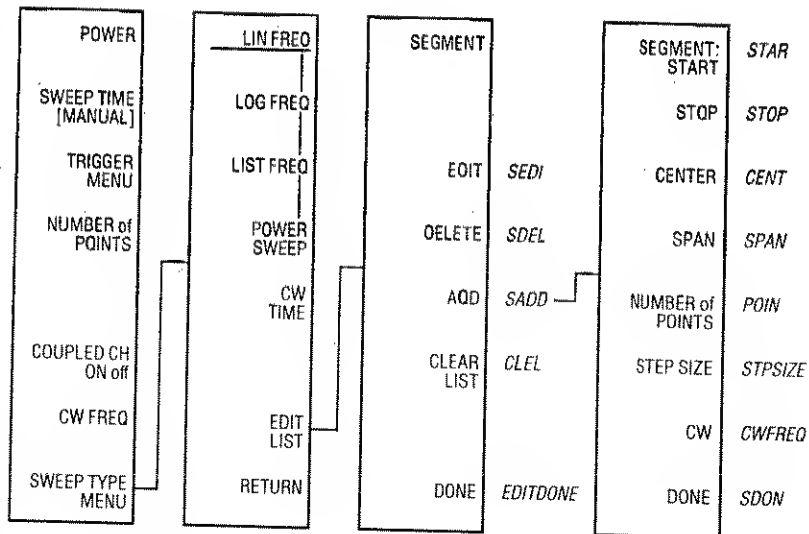 POWER
SWEEP TIME
[MANUAL]
TRIGGER
MENU
NUMBER of
POINTS
COUPLED CH
ON off
CW FREQ
SWEEP TYPE
MENU
LIN FREQ
LOG FREQ
LIST FREQ
POWER
SWEEP
CW
TIME
EDIT
LIST
RETURN
SEGMENT
EOIT SEDI
OELETE SDEL
AQD SADD
CLEAR
LIST CLEL
DONE EDITDONE
SEGMENT:
START STAR
STOP STOP
CENTER CENT
SPAN SPAN
NUMBER of
POINTS POIN
STEP SIZE STPSIZE
CW CWFREQ
DONE SDON